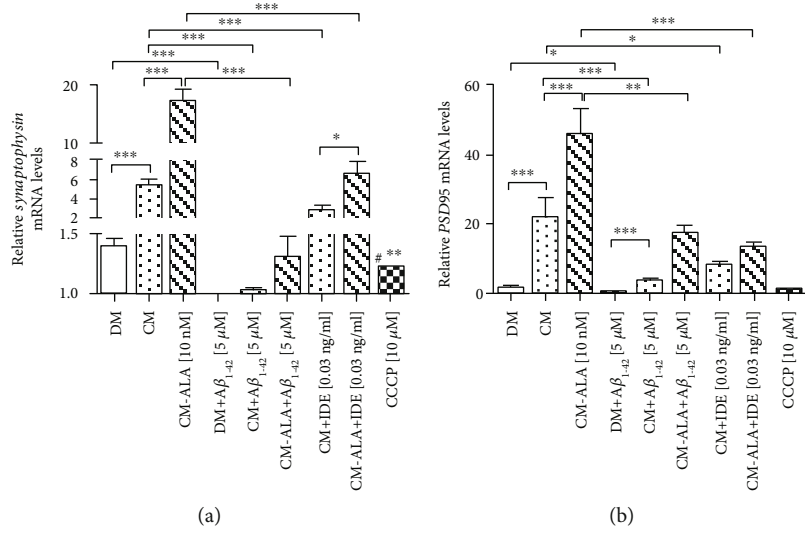 ***
***
*
***
***
***
***
***
20
10
8
6
4
2
1.5
1.0
Relative synaptophysin
mRNA levels
***
*
# **
DM
CM
CM-ALA [10 nM]
DM+Aβ1-42 [5 μM]
CM+Aβ1-42 [5 μM]
CM-ALA+Aβ1-42 [5 μM]
CM+IDE [0.03 ng/ml]
CM-ALA+IDE [0.03 ng/ml]
CCCP [10 μM]
(a)
*
***
***
**
60
40
20
0
Relative PSD95 mRNA levels
***
***
DM
CM
CM-ALA [10 nM]
DM+Aβ1-42 [5 μM]
CM+Aβ1-42 [5 μM]
CM-ALA+Aβ1-42 [5 μM]
CM+IDE [0.03 ng/ml]
CM-ALA+IDE [0.03 ng/ml]
CCCP [10 μM]
(b)